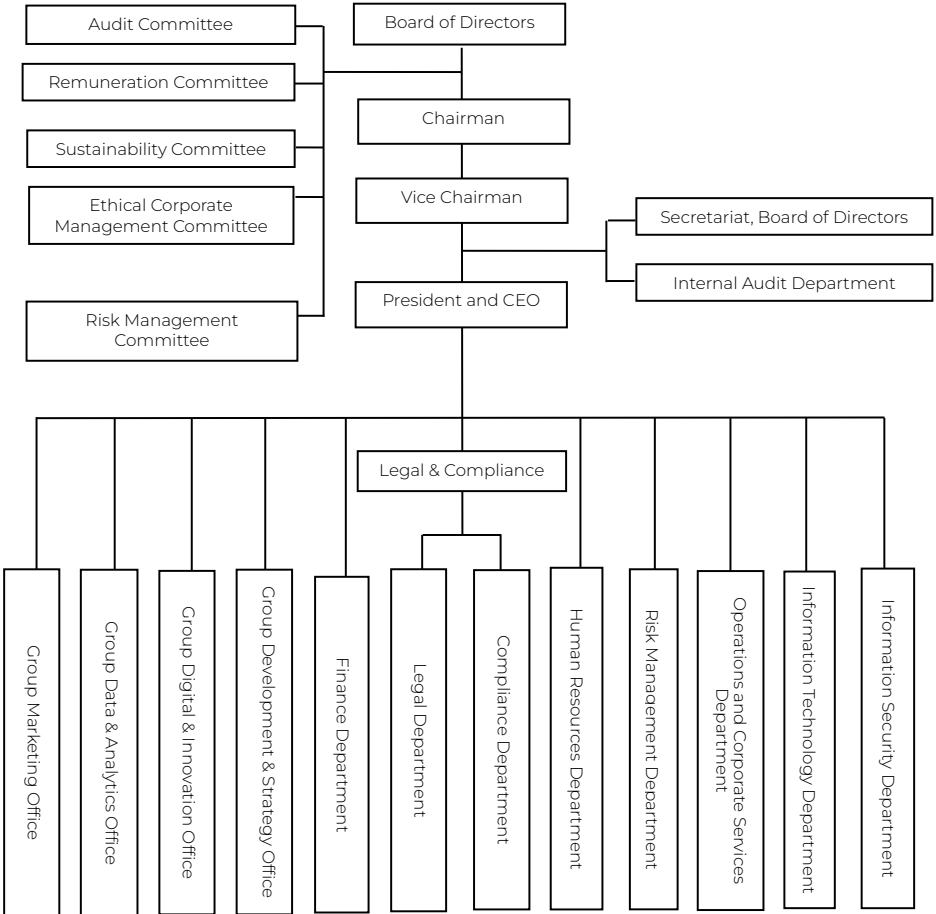 Audit Committee
Board of Directors
Remuneration Committee
Chairman
Sustainability Committee
Vice Chairman
Ethical Corporate
Management Committee
Secretariat, Board of Directors
Internal Audit Department
President and CEO
Risk Management
Committee
Legal & Compliance
Group Marketing Office
Group Data & Analytics Office
Group Digital & Innovation Office
Group Development & Strategy Office
Finance Department
Legal Department
Compliance Department
Human Resources Department
Risk Management Department
Operations and Corporate Services
Department
Information Technology Department
Information Security Department